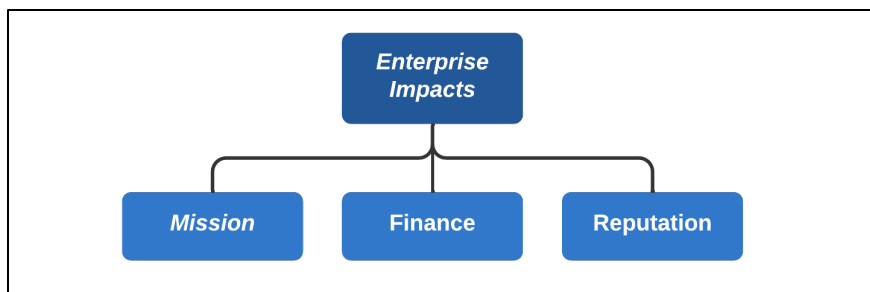 Enterprise
Impacts
Mission
Finance
Reputation